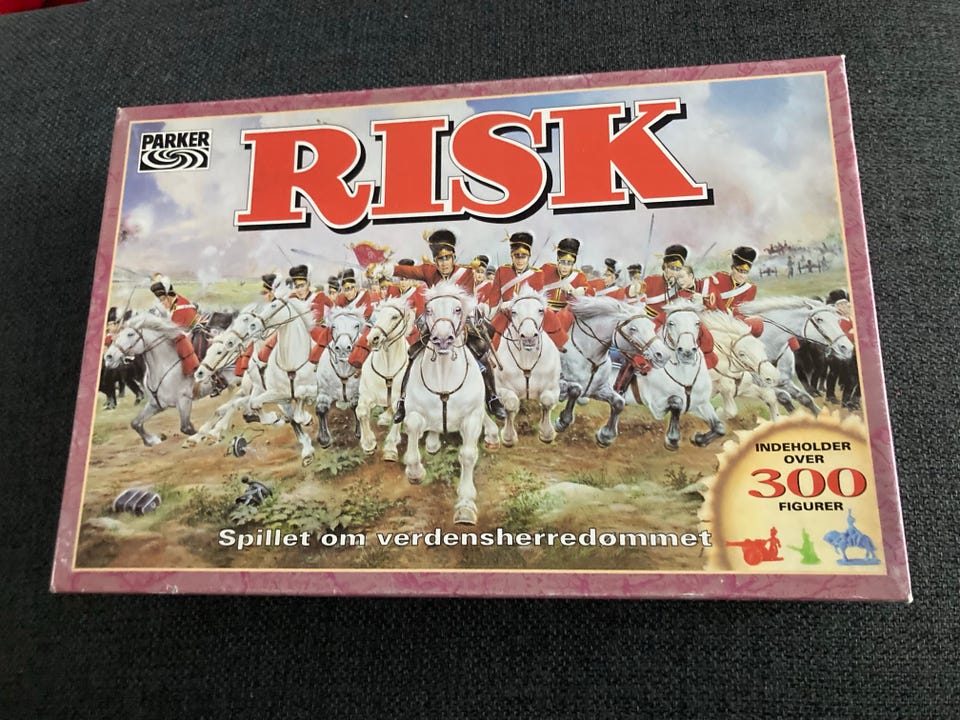 PARKER
RISK
INDEHOLDER
OVER
300
FIGURER
Spillet om verdensherredømmet